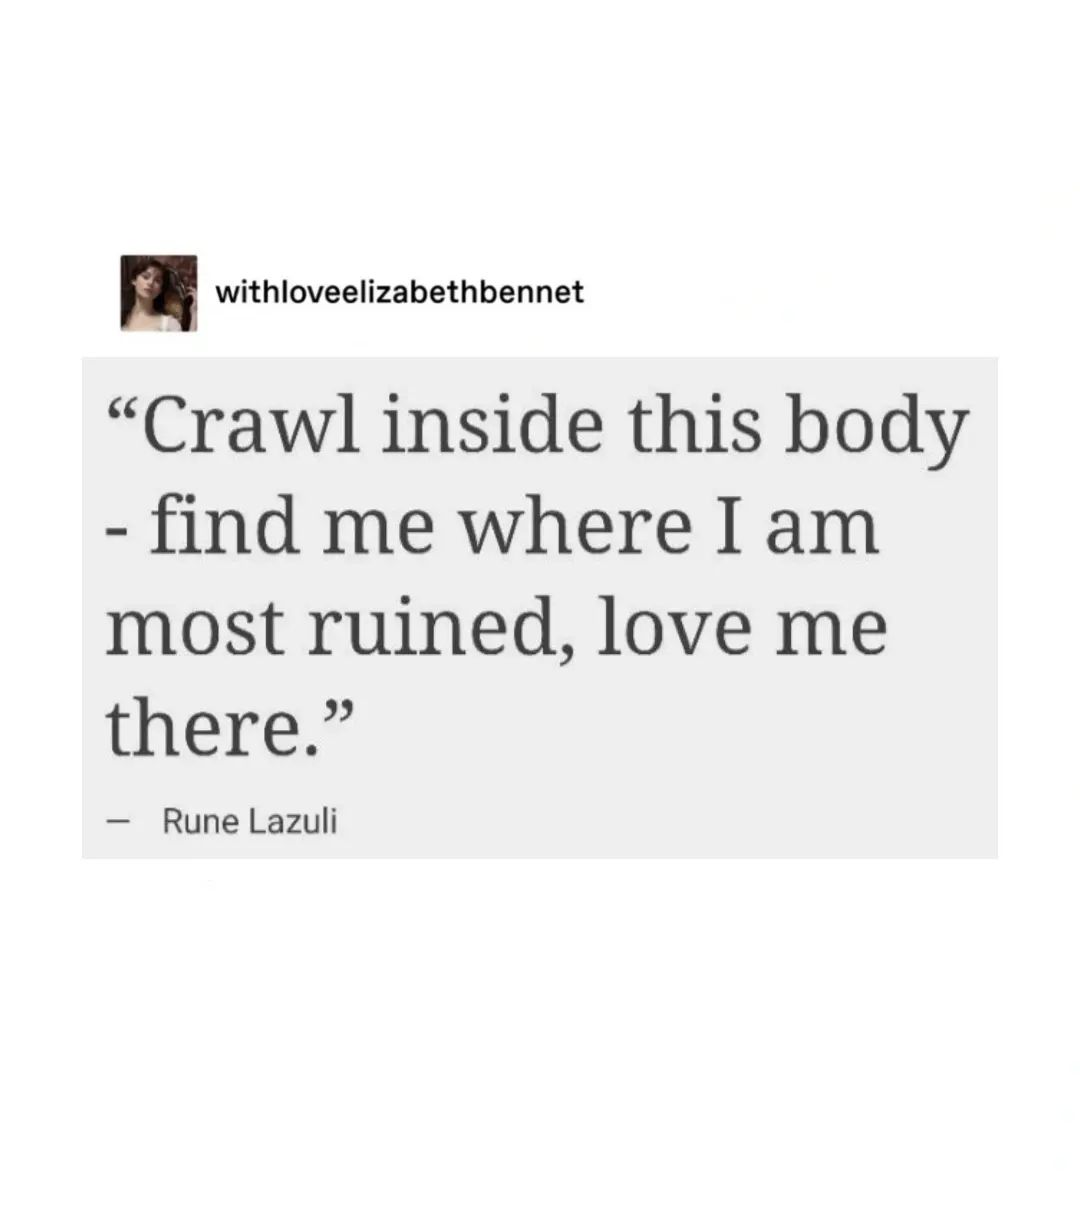 withloveelizabethbennet
“Crawl inside this body
- find me where I am
most ruined, love me
there.”
— Rune Lazuli